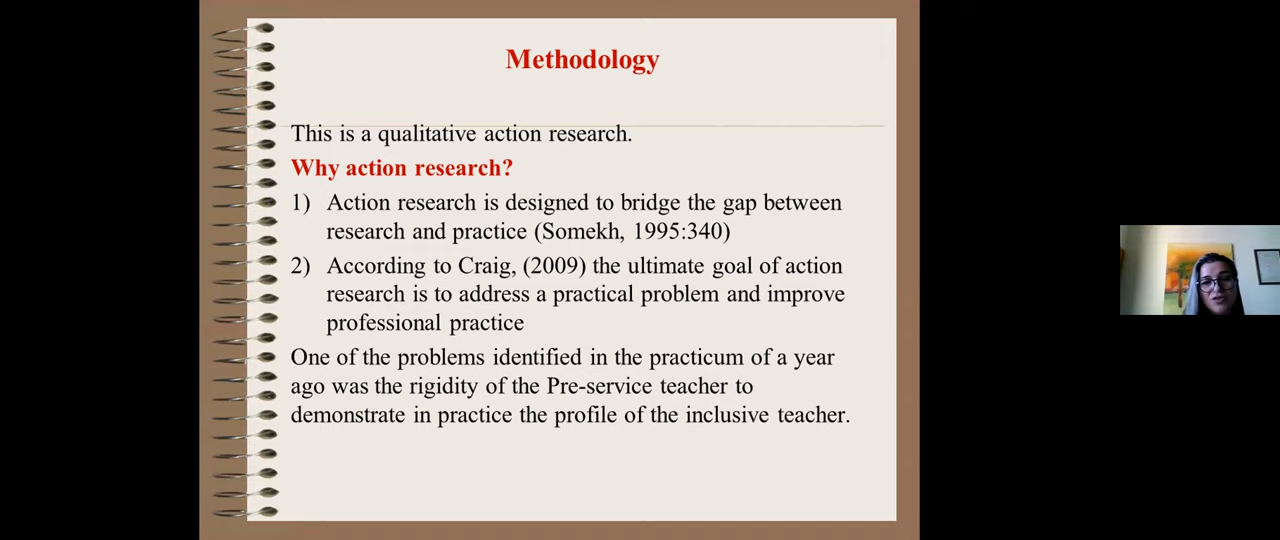 Methodology
This is a qualitative action research.
Why action research?
1) Action research is designed to bridge the gap between
research and practice (Somekh, 1995:340)
2) According to Craig, (2009) the ultimate goal of action
research is to address a practical problem and improve
professional practice
One of the problems identified in the practicum of a year
ago was the rigidity of the Pre-service teacher to
demonstrate in practice the profile of the inclusive teacher.